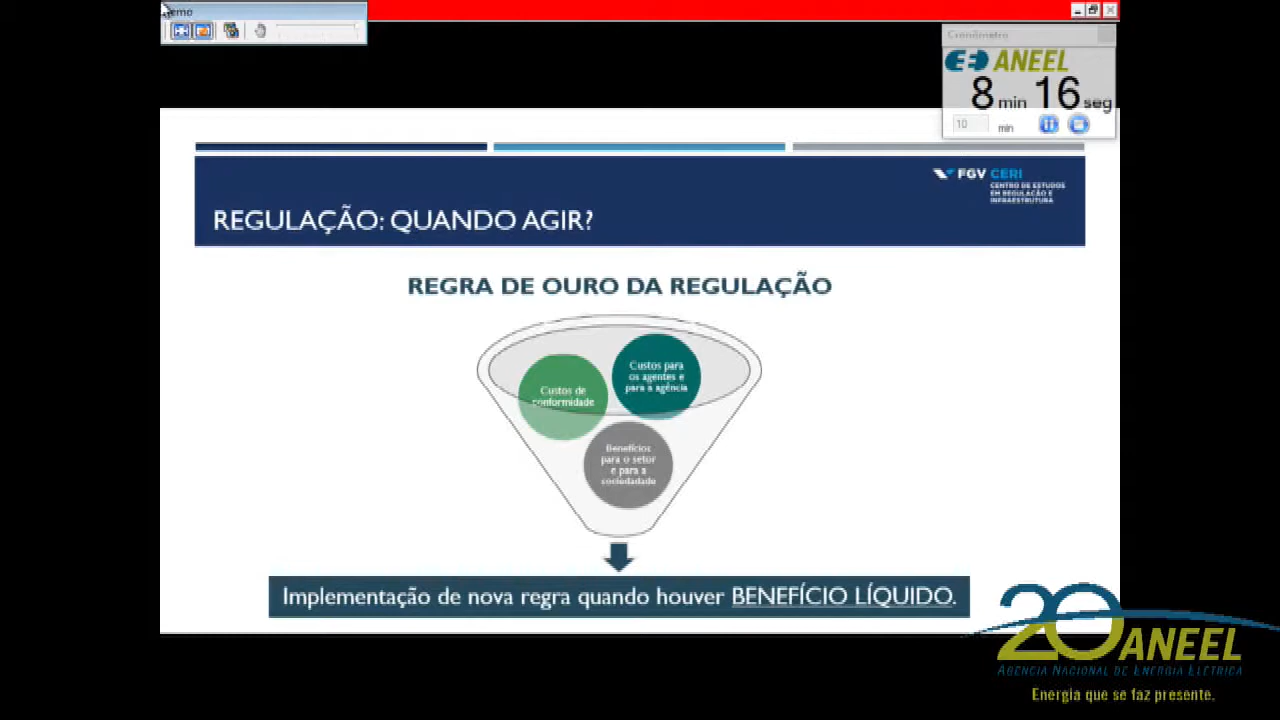 Cronômetro
ANEEL
8 min 16 seg
10 min
FGV CERI
CENTRO DE ESTUDOS
EM REGULAÇÃO E
INFRAESTRUTURA
REGULAÇÃO: QUANDO AGIR?
REGRA DE OURO DA REGULAÇÃO
Custos para
os agentes e
para a agência
Custos de
conformidade
Benefícios
para o setor
e para a
sociedadade
Implementação de nova regra quando houver BENEFÍCIO LÍQUIDO.
20 ANEEL
AGÊNCIA NACIONAL DE ENERGIA ELÉTRICA
Energia que se faz presente.